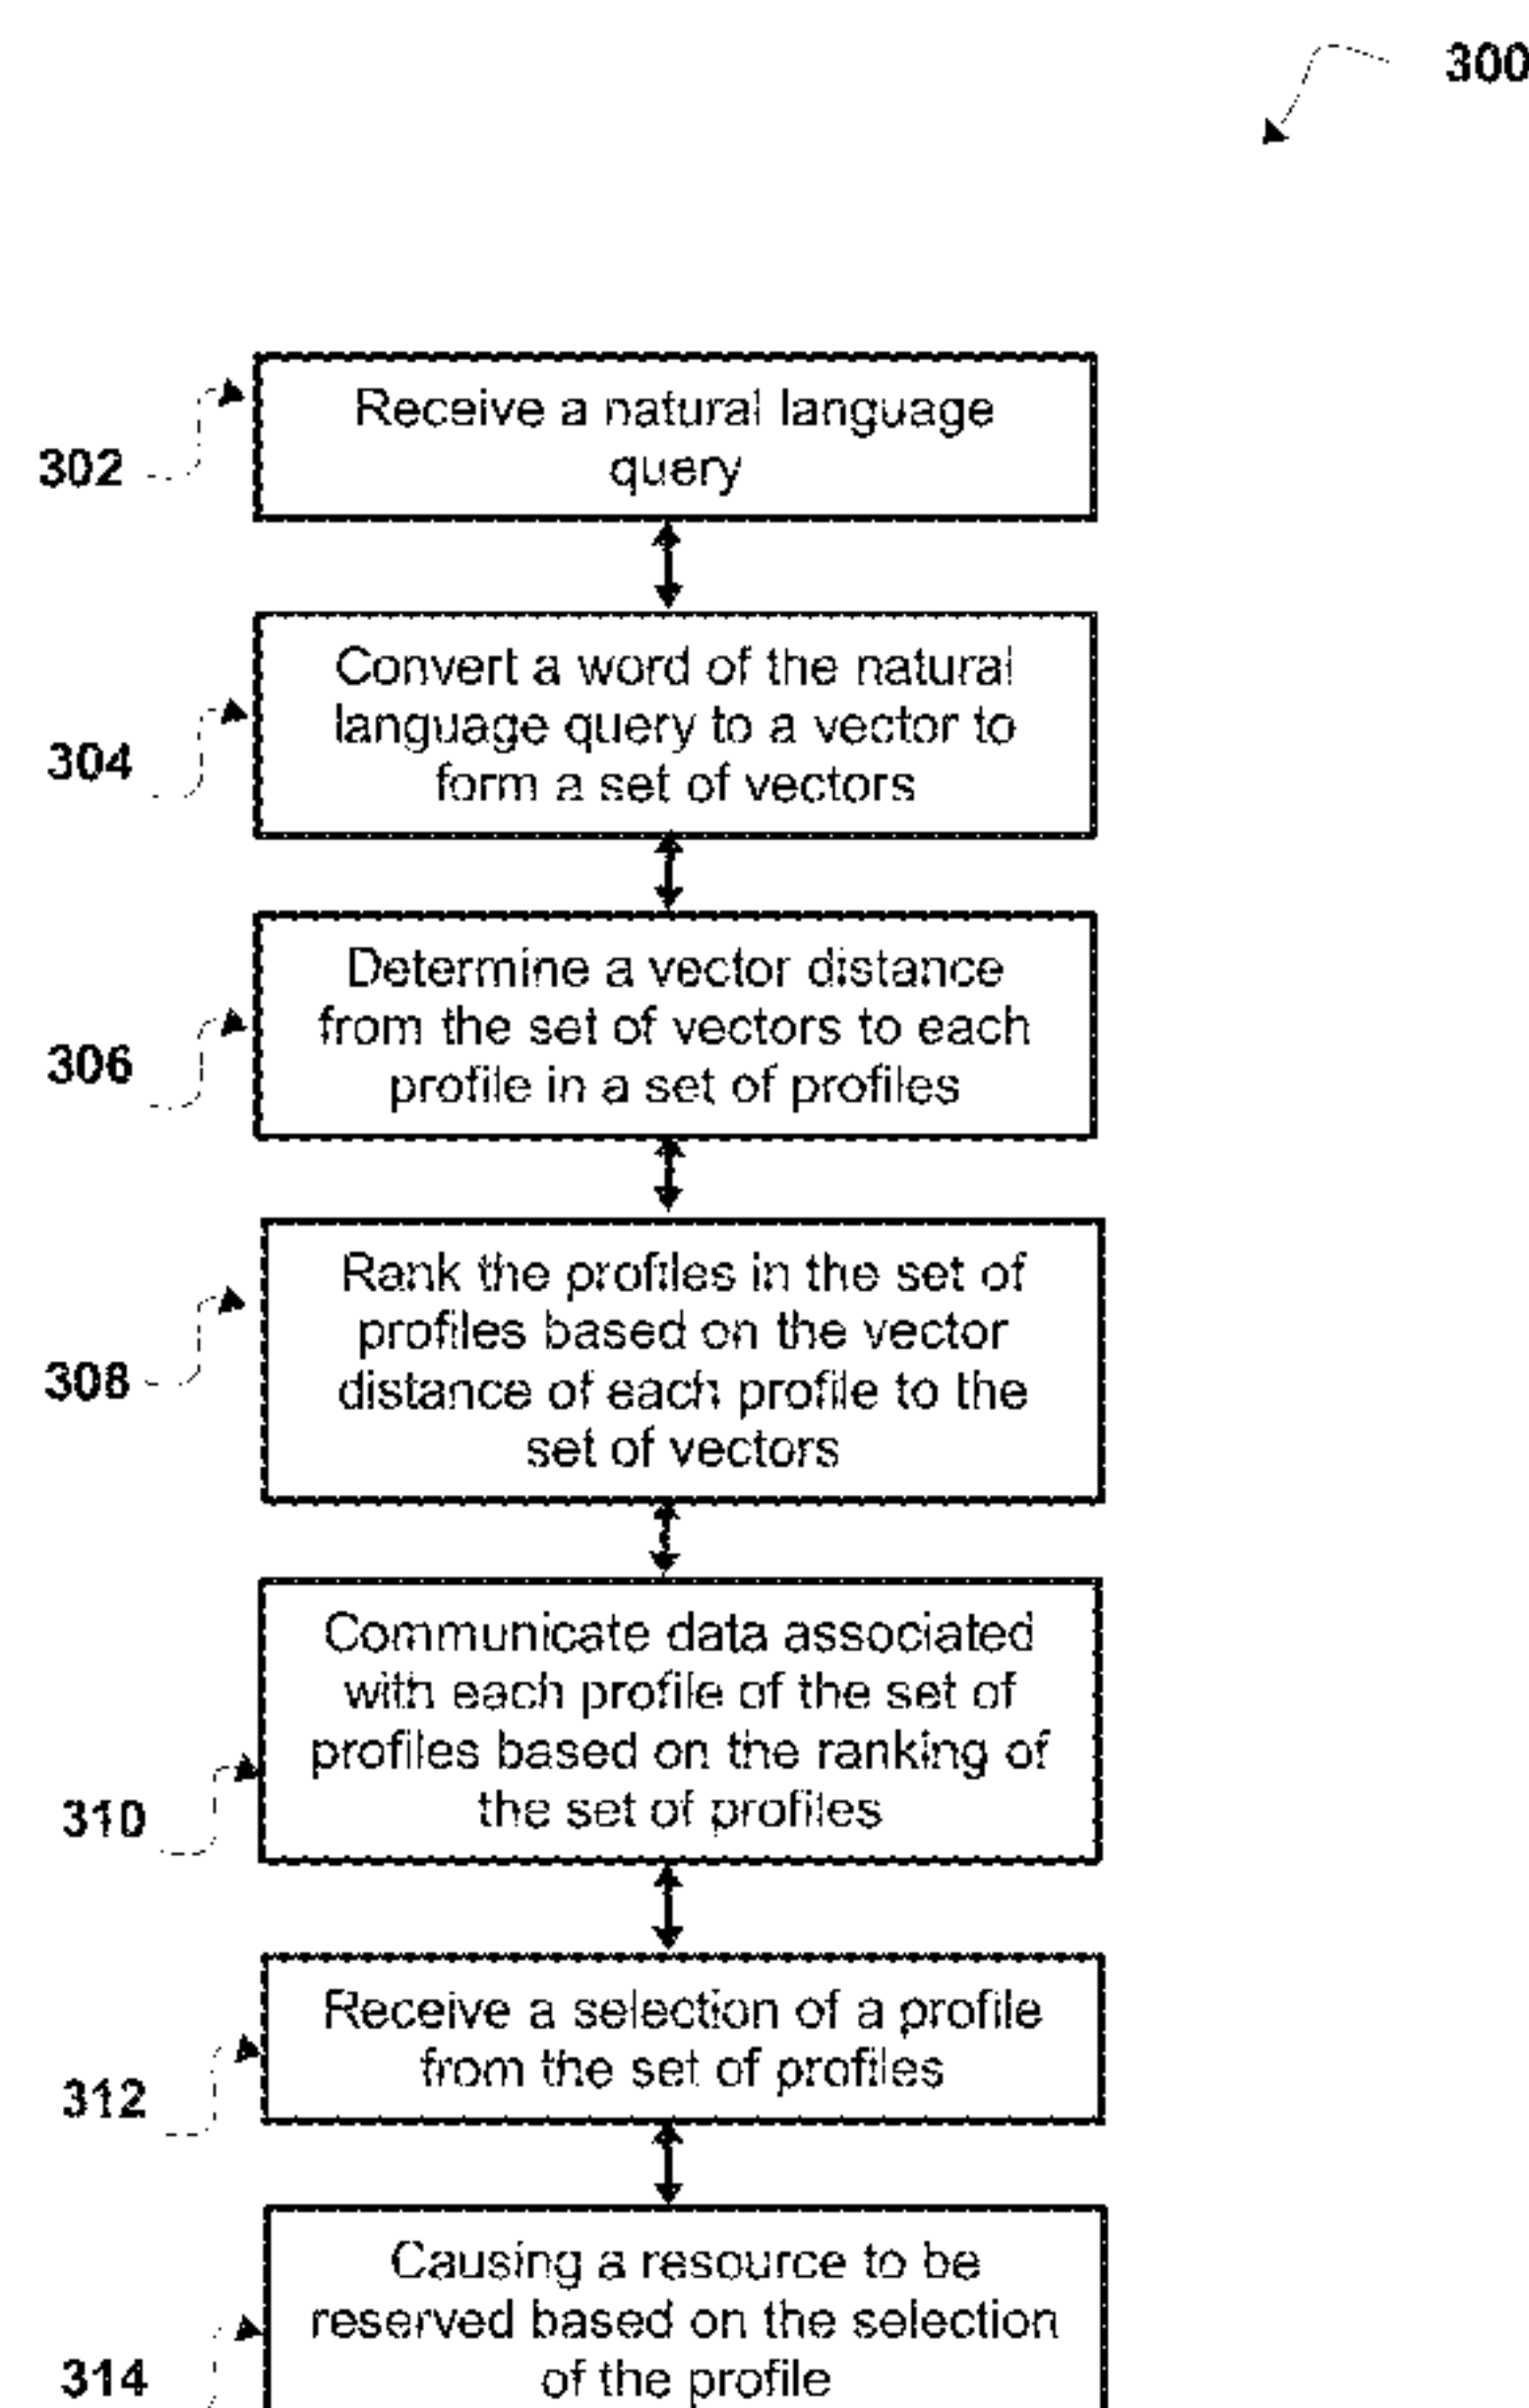 300
302
Receive a natural language
query
304
Convert a word of the natural
language query to a vector to
form a set of vectors
306
Determine a vector distance
from the set of vectors to each
profile in a set of profiles
308
Rank the profiles in the set of
profiles based on the vector
distance of each profile to the
set of vectors
310
Communicate data associated
with each profile of the set of
profiles based on the ranking of
the set of profiles
312
Receive a selection of a profile
from the set of profiles
314
Causing a resource to be
reserved based on the selection
of the profile